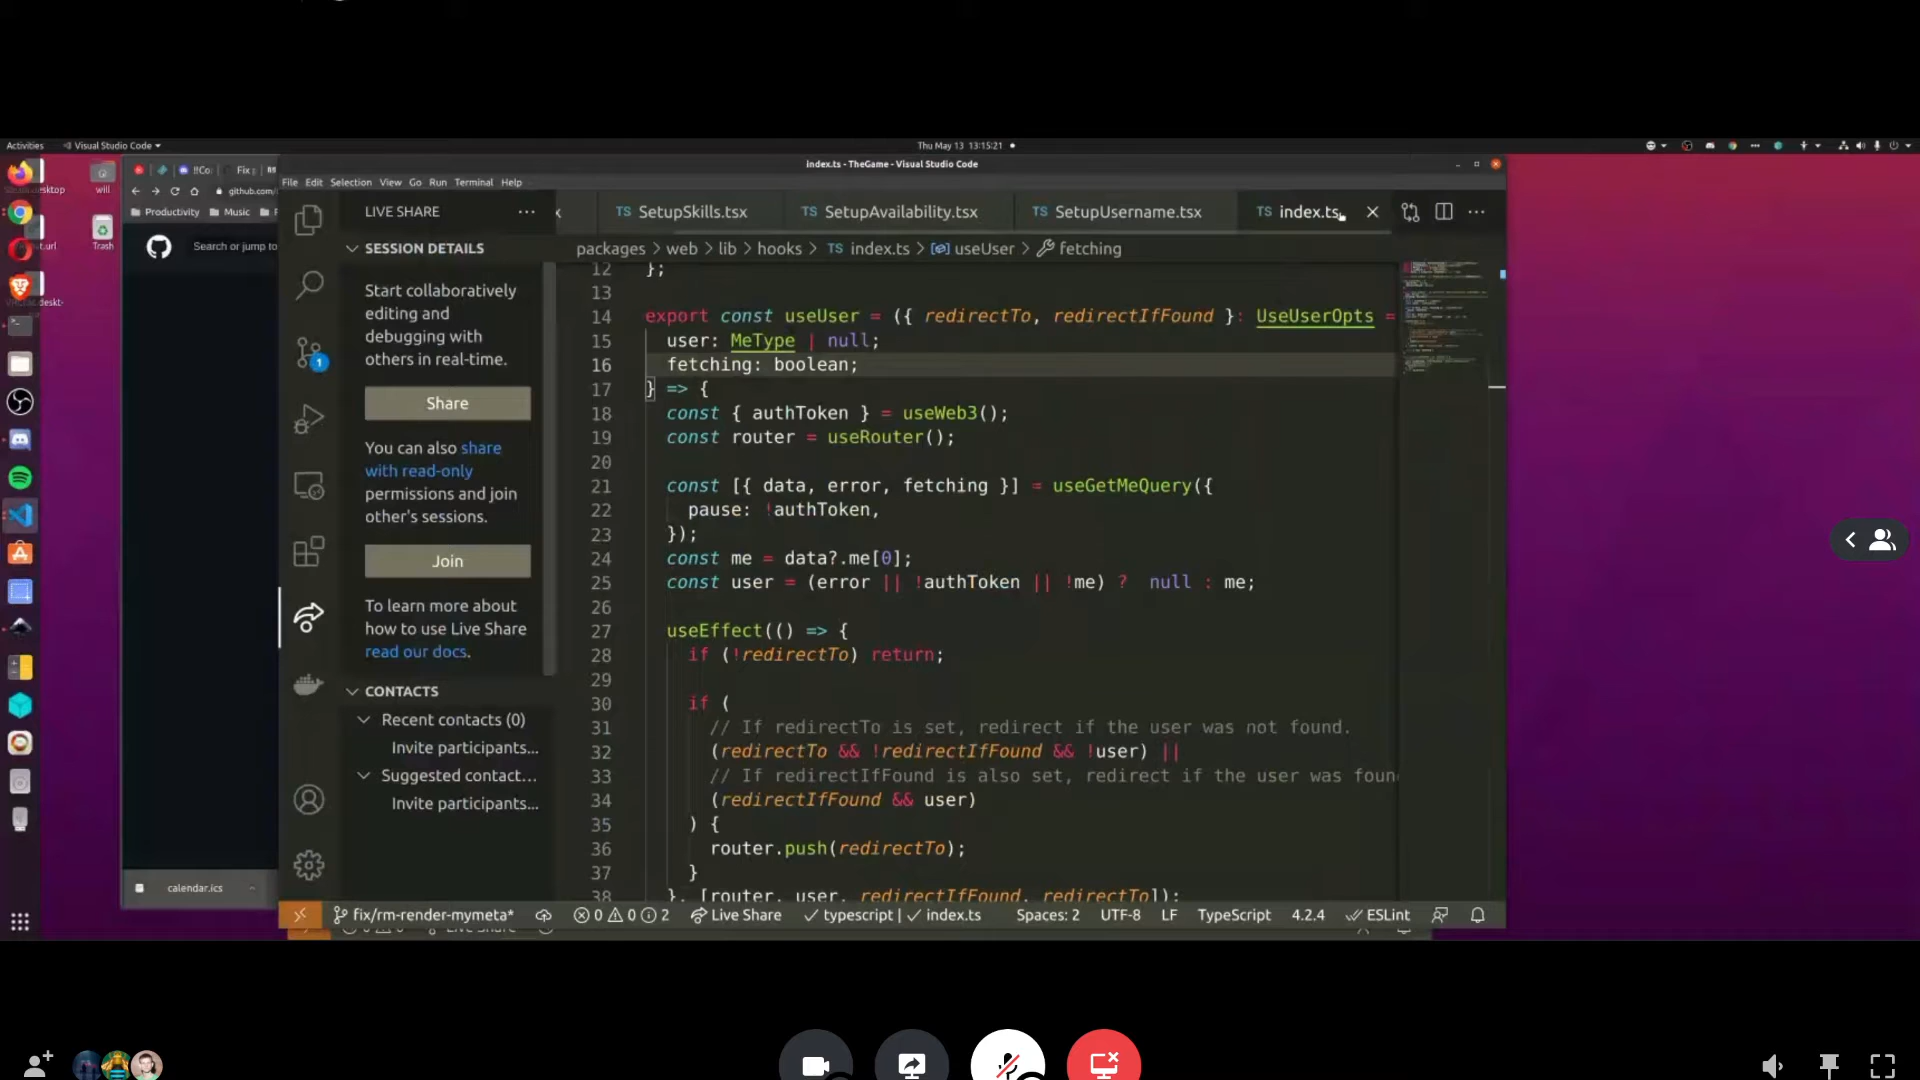 Activities
Visual Studio Code
Thu May 13 13:15:21
will
Trash
!!Co
Fix
github.com/
Productivity
Music
Search or jump to
calendar.ics
index.ts - TheGame - Visual Studio Code
File Edit Selection View Go Run Terminal Help
LIVE SHARE
SESSION DETAILS
Start collaboratively
editing and
debugging with
others in real-time.
Share
You can also share
with read-only
permissions and join
other's sessions.
Join
To learn more about
how to use Live Share
read our docs.
CONTACTS
Recent contacts (0)
Invite participants...
Suggested contact...
Invite participants...
TS SetupSkills.tsx
TS SetupAvailability.tsx
TS SetupUsername.tsx
TS index.ts
packages > web > lib > hooks > TS index.ts > useUser > fetching
12 };
13
14 export const useUser = ({ redirectTo, redirectIfFound }: UseUserOpts =
15 user: MeType | null;
16 fetching: boolean;
17 } => {
18 const { authToken } = useWeb3();
19 const router = useRouter();
20
21 const [{ data, error, fetching }] = useGetMeQuery({
22 pause: !authToken,
23 });
24 const me = data?.me[0];
25 const user = (error || !authToken || !me) ?  null : me;
26
27 useEffect(() => {
28 if (!redirectTo) return;
29
30 if (
31 // If redirectTo is set, redirect if the user was not found.
32 (redirectTo && !redirectIfFound && !user) ||
33 // If redirectIfFound is also set, redirect if the user was foun
34 (redirectIfFound && user)
35 ) {
36 router.push(redirectTo);
37 }
38 }, [router, user, redirectIfFound, redirectTo]);
fix/rm-render-mymeta* 0 0 2 Live Share typescript | index.ts Spaces: 2 UTF-8 LF TypeScript 4.2.4 ESLint